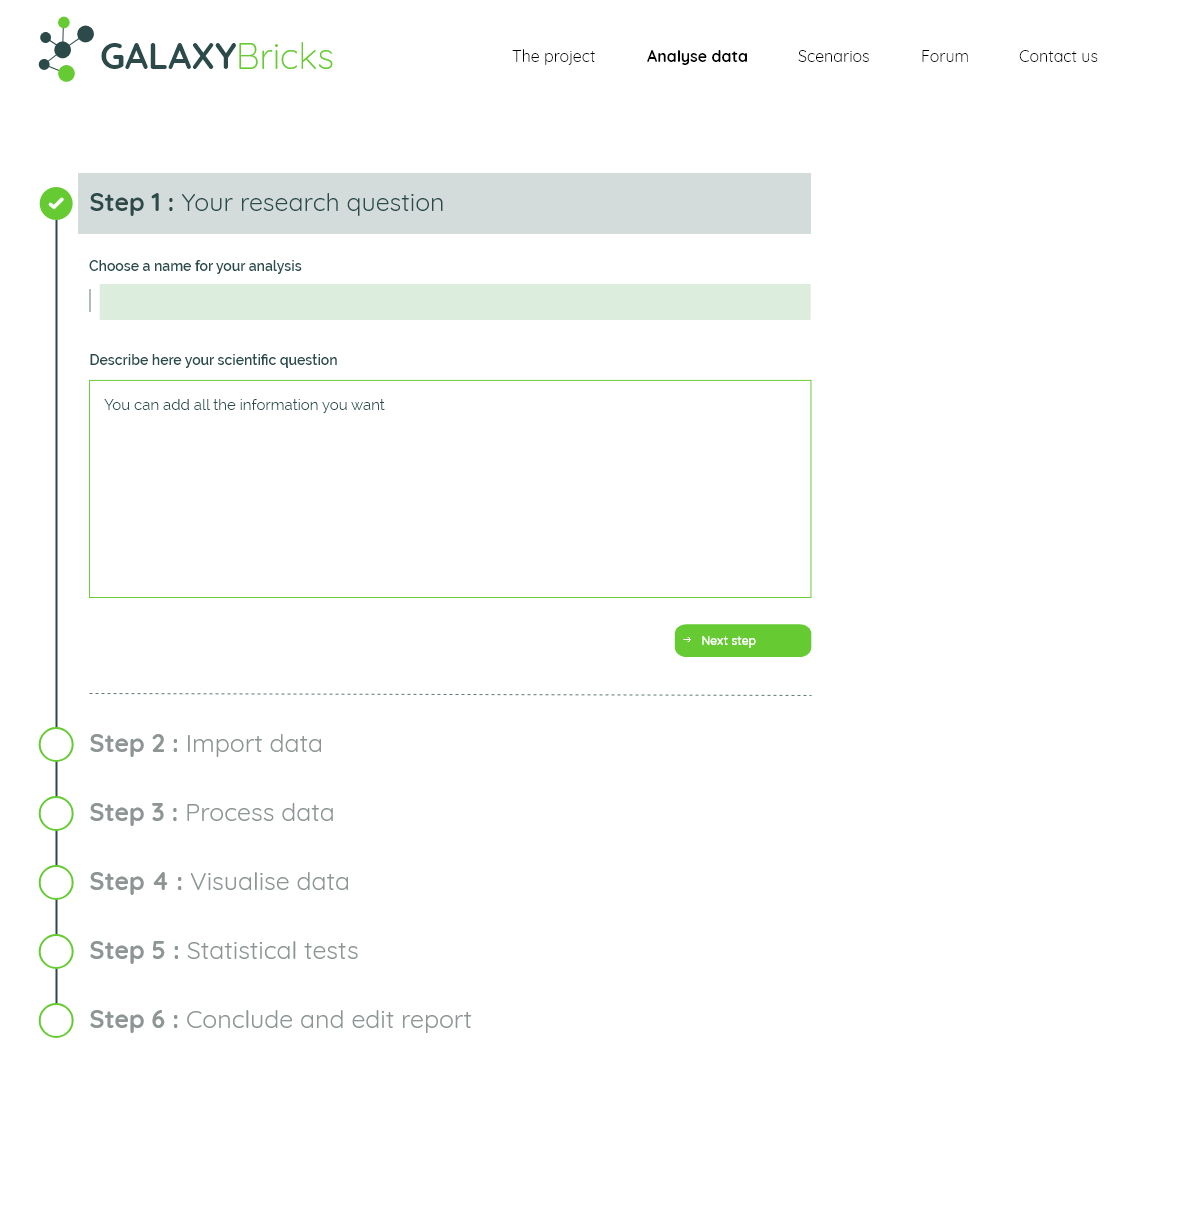 GALAXYBricks
The project Analyse data Scenarios Forum Contact us
Step 1 : Your research question
Choose a name for your analysis
Describe here your scientific question
You can add all the information you want
→ Next step
Step 2 : Import data
Step 3 : Process data
Step 4 : Visualise data
Step 5 : Statistical tests
Step 6 : Conclude and edit report